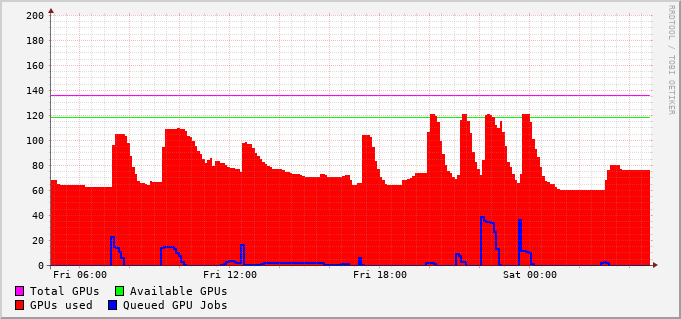 200
180
160
140
120
100
80
60
40
20
0
Fri 06:00 Fri 12:00 Fri 18:00 Sat 00:00
Total GPUs Available GPUs
GPUs used Queued GPU Jobs
RRDTOOL / TOBI OETIKER